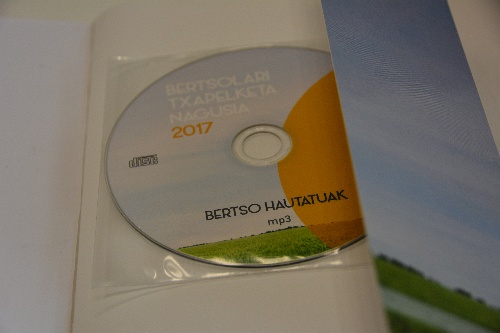 BERTSOLARI
TXAPELKETA
NAGUSIA
2017
BERTSO HAUTATUAK
mp3